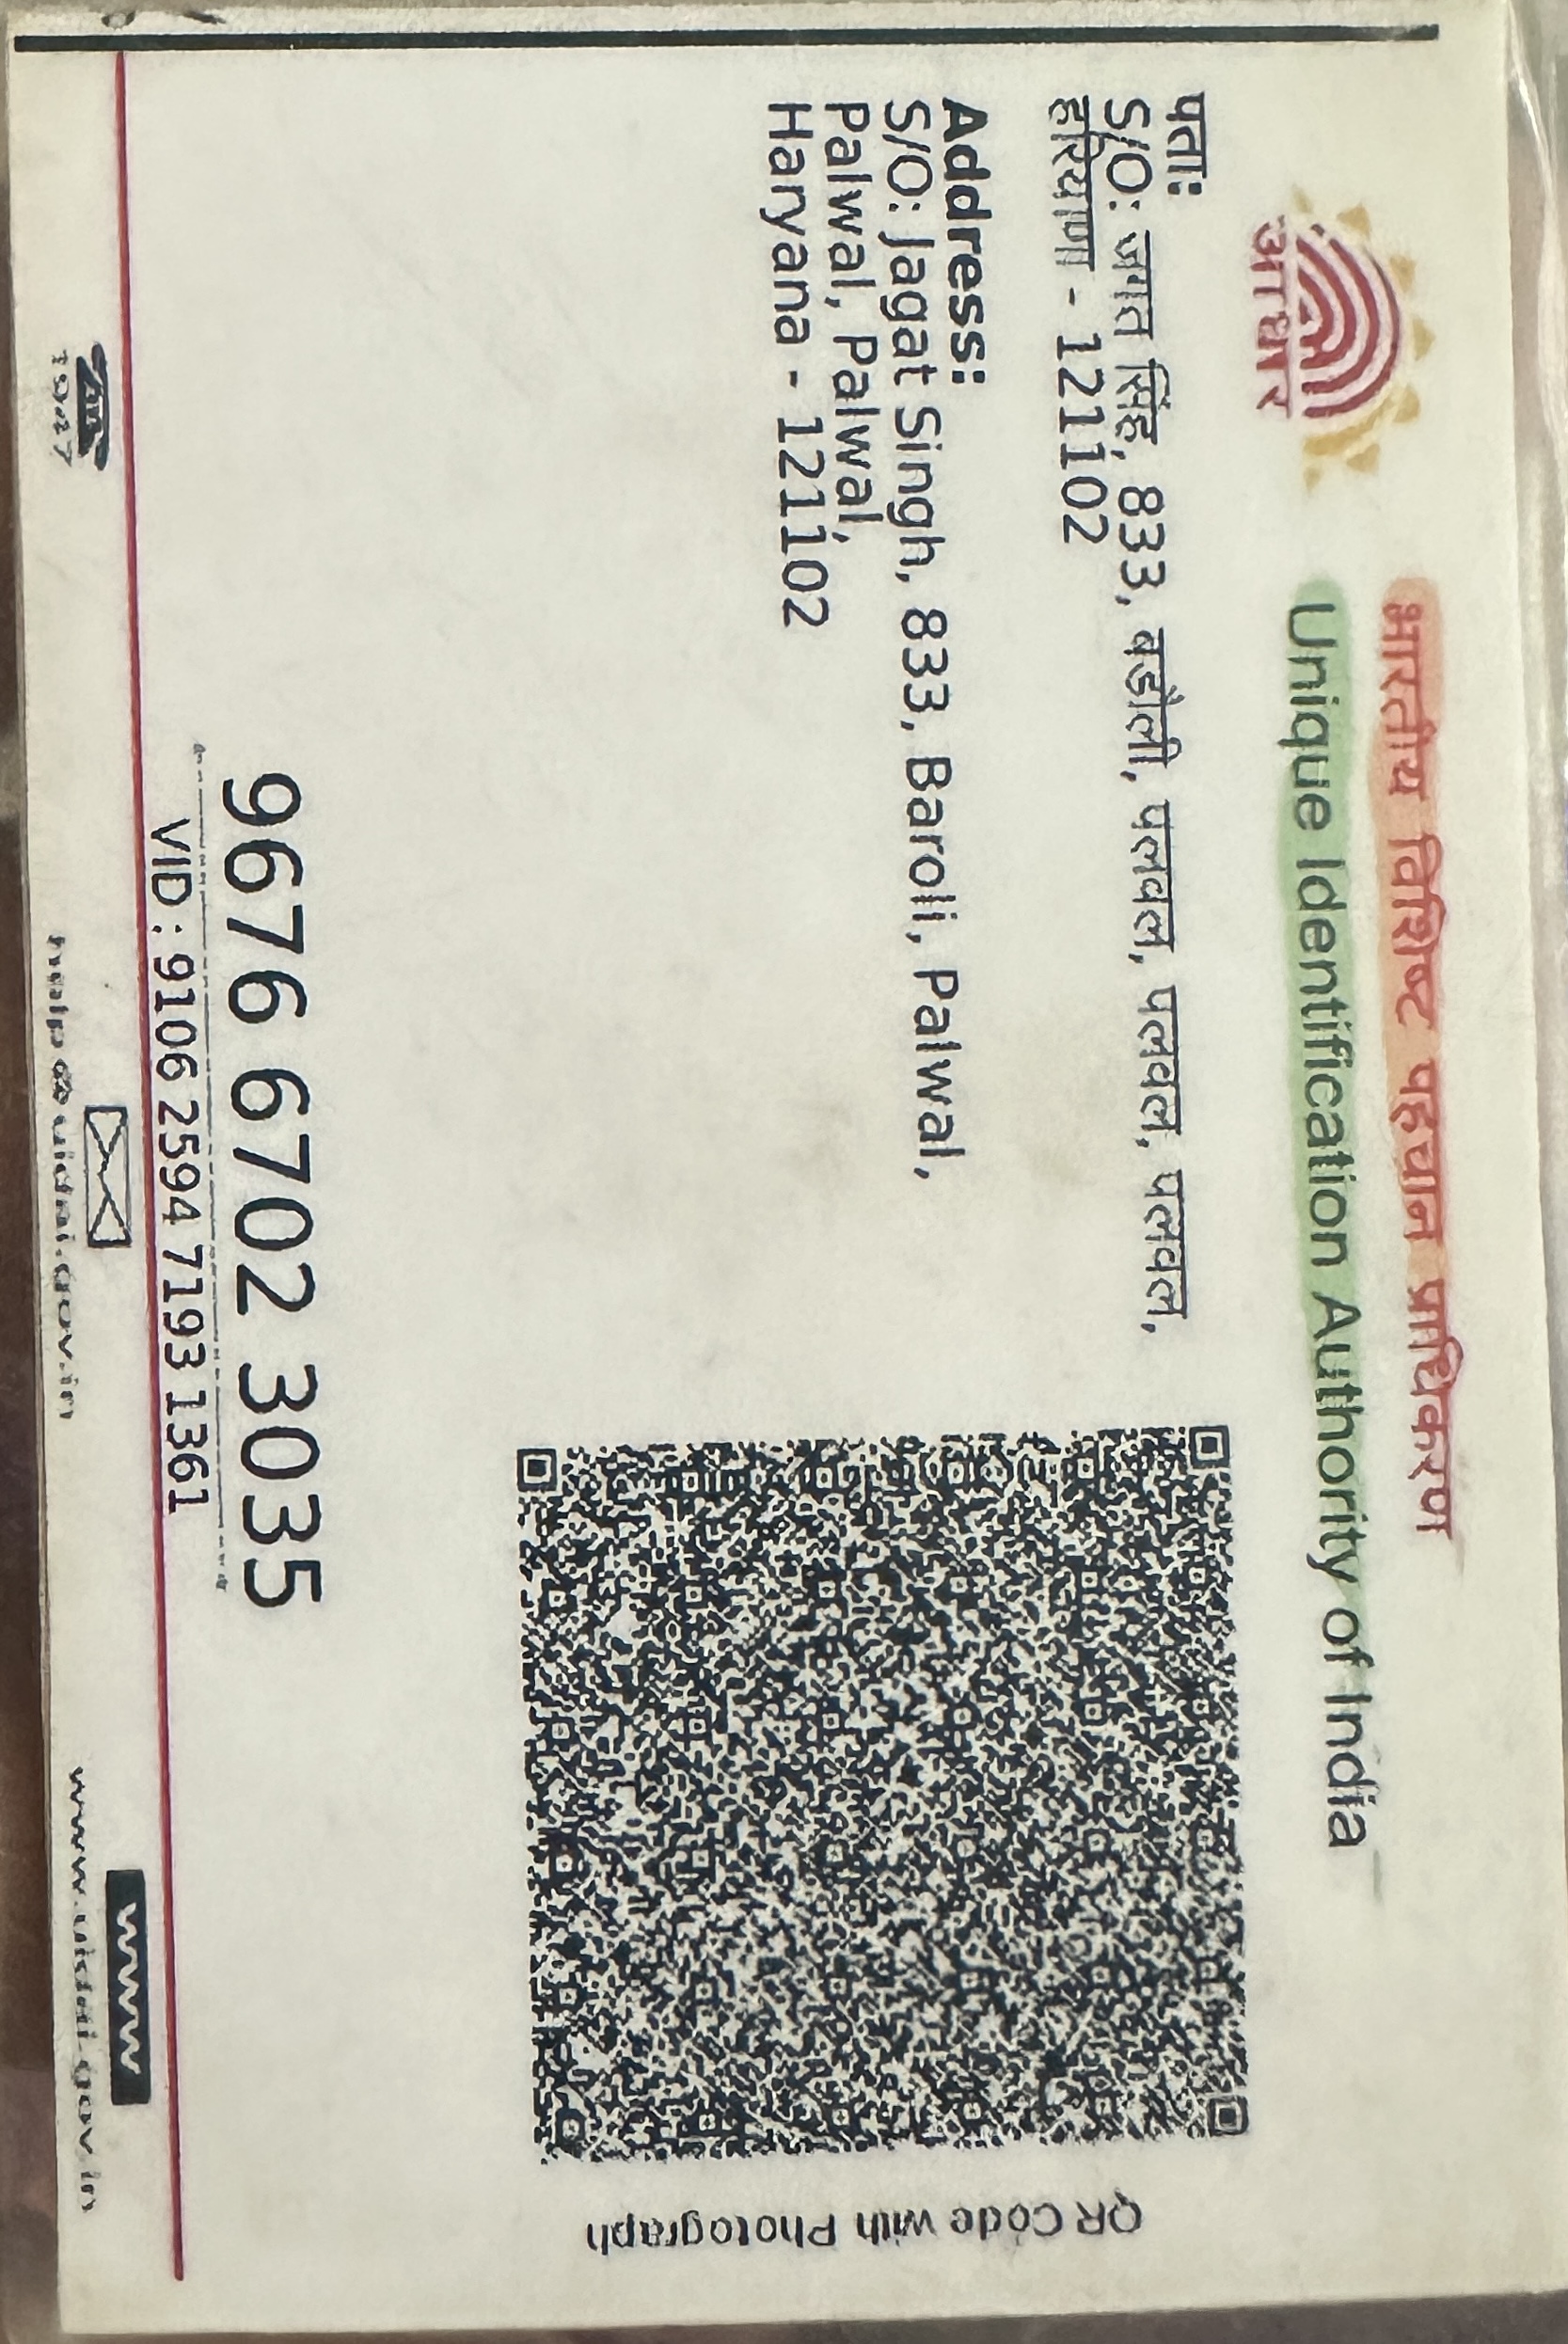 भारतीय विशिष्ट पहचान प्राधिकरण
Unique Identification Authority of India
आधार
पता:
S/O: जगत सिंह, 833, बडोली, पलवल, पलवल, पलवल,
हरियाणा - 121102
Address:
S/O: Jagat Singh, 833, Baroli, Palwal,
Palwal, Palwal,
Haryana - 121102
QR Code with Photograph
9676 6702 3035
VID : 9106 2594 7193 1361
1947
help@uidai.gov.in
www
www.uidai.gov.in